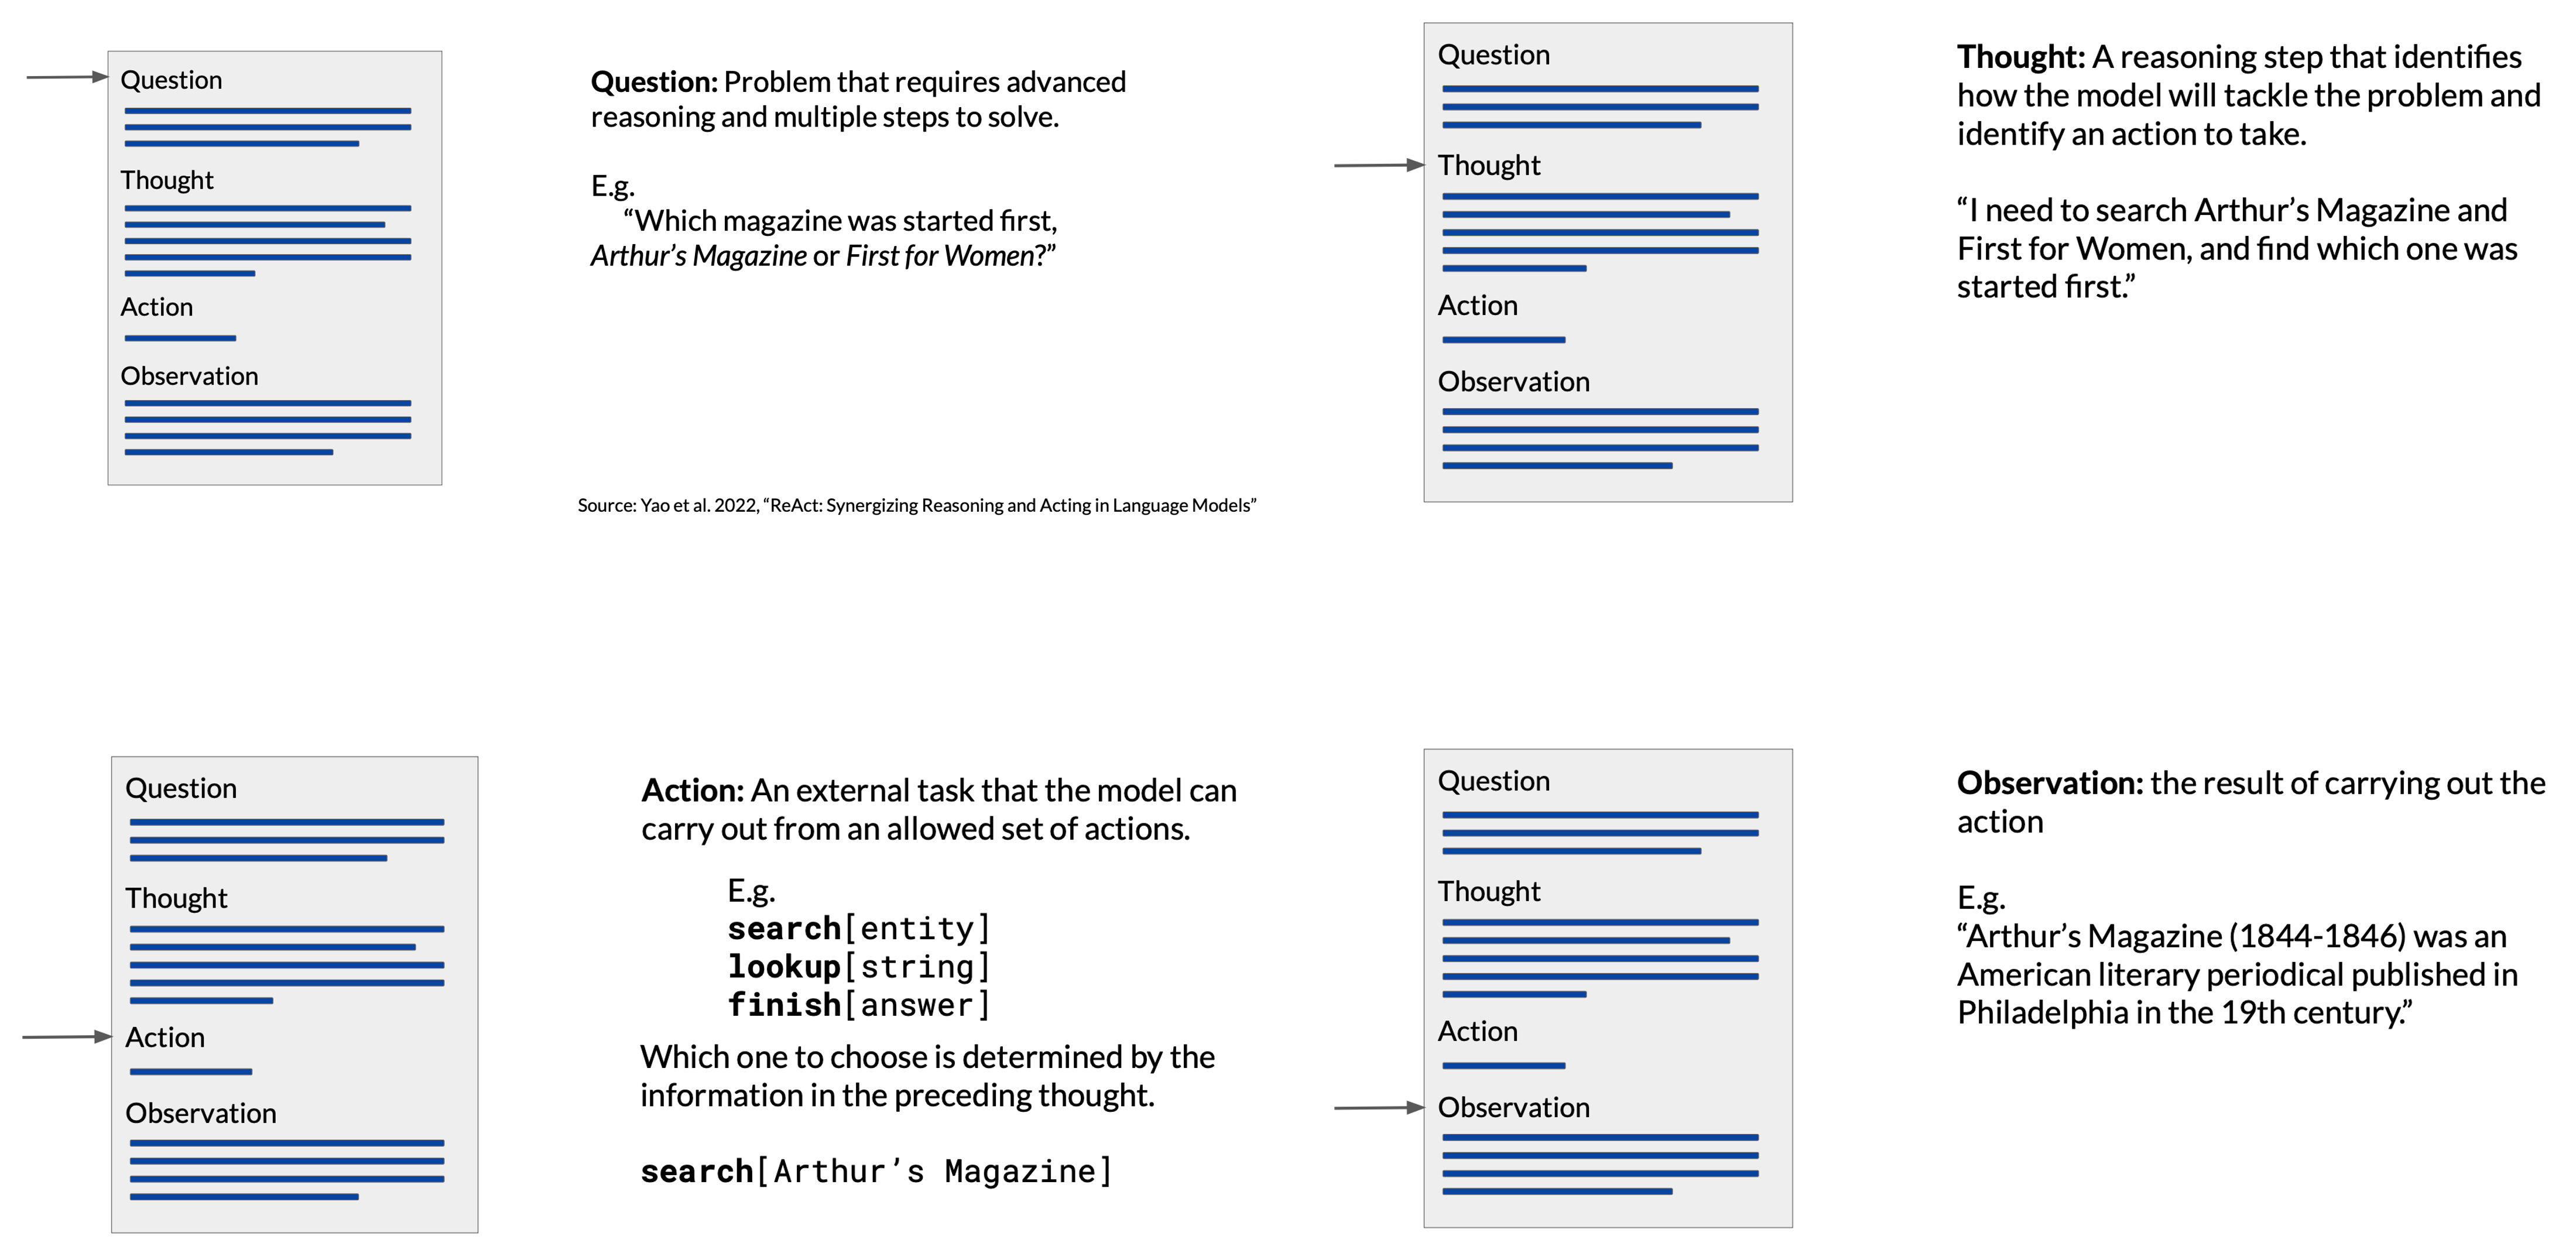 Question
Thought
Action
Observation
Question: Problem that requires advanced
reasoning and multiple steps to solve.
E.g.
“Which magazine was started first,
Arthur’s Magazine or First for Women?”
Source: Yao et al. 2022, “ReAct: Synergizing Reasoning and Acting in Language Models”
Question
Thought
Action
Observation
Thought: A reasoning step that identifies
how the model will tackle the problem and
identify an action to take.
“I need to search Arthur’s Magazine and
First for Women, and find which one was
started first.”
Question
Thought
Action
Observation
Action: An external task that the model can
carry out from an allowed set of actions.
E.g.
search[entity]
lookup[string]
finish[answer]
Which one to choose is determined by the
information in the preceding thought.
search[Arthur’s Magazine]
Question
Thought
Action
Observation
Observation: the result of carrying out the
action
E.g.
“Arthur’s Magazine (1844-1846) was an
American literary periodical published in
Philadelphia in the 19th century.”